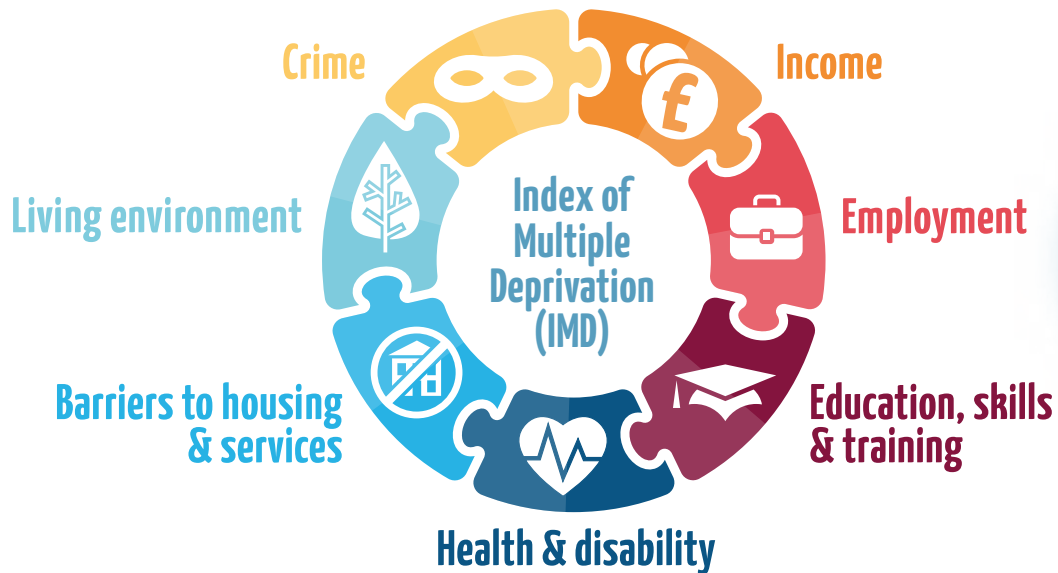 Crime
Income
Living environment
Index of
Multiple
Deprivation
(IMD)
£
Employment
Barriers to housing
& services
Education, skills
& training
Health & disability